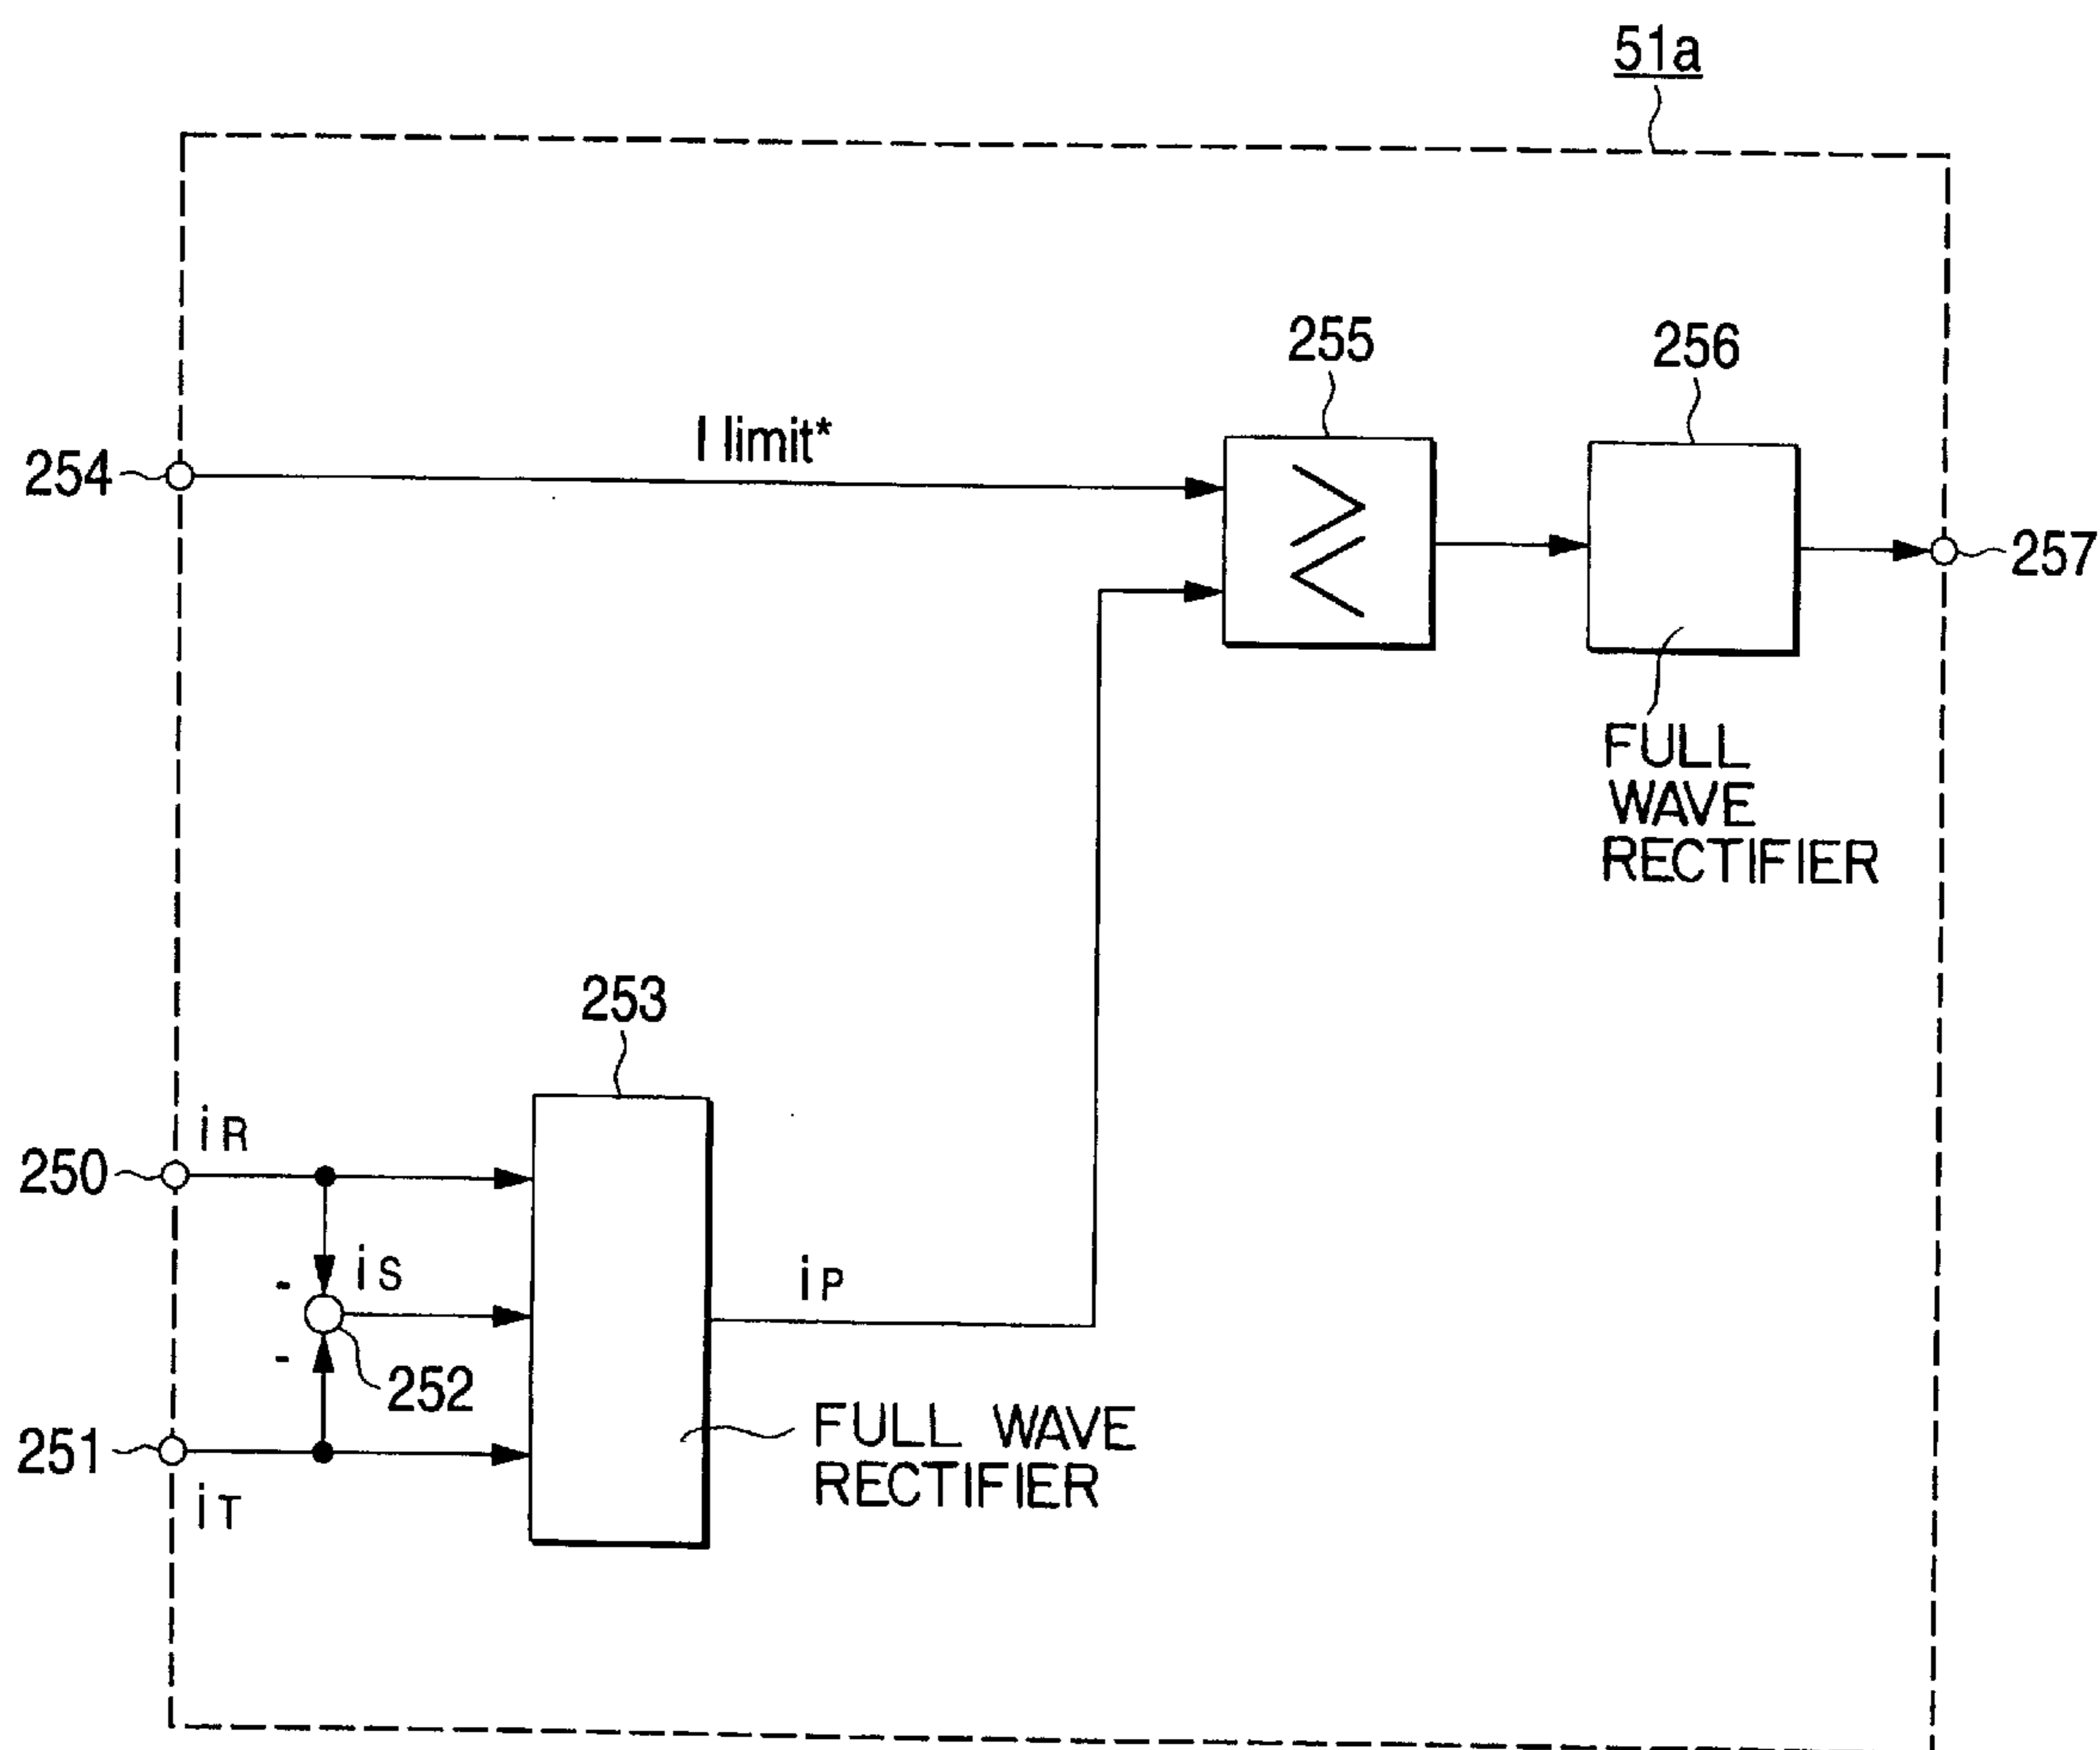 51a
255
256
I limit*
254
257
FULL
WAVE
RECTIFIER
253
iR
250
iS
-
iP
-
252
251
FULL WAVE
RECTIFIER
iT